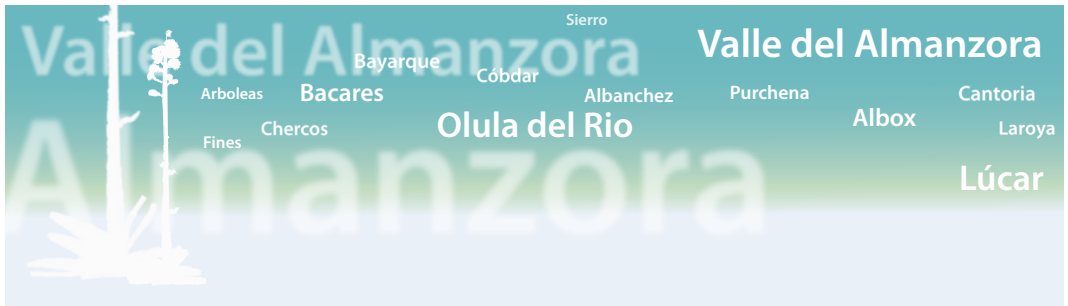 Sierro
Valle del Almanzora
Valle del Almanzora
Bayarque
Cóbdar
Arboleas
Bacares
Albanchez
Purchena
Cantoria
Albox
Olula del Rio
Chercos
Laroya
Fines
Almanzora
Lúcar